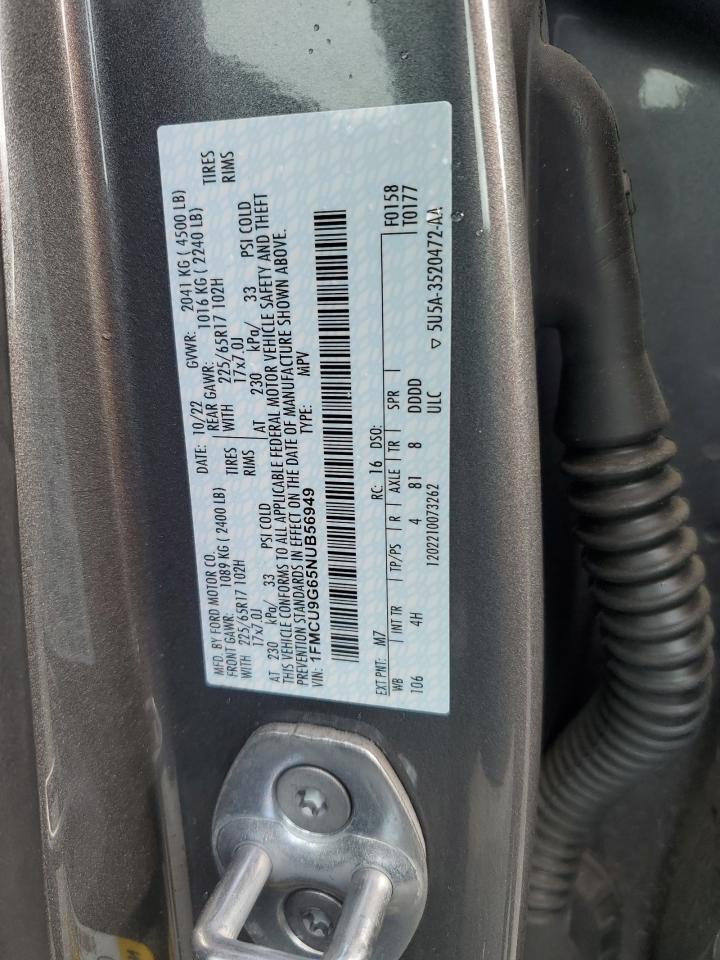 MFD. BY FORD MOTOR CO. DATE: 10/22 GVWR: 2041 KG ( 4500 LB)
FRONT GAWR: 1089 KG ( 2400 LB) REAR GAWR: 1016 KG ( 2240 LB)
WITH 225/65R17 102H TIRES WITH 225/65R17 102H TIRES
17x7.0J RIMS 17x7.0J RIMS
AT 230 kPa/ 33 PSI COLD AT 230 kPa/ 33 PSI COLD
THIS VEHICLE CONFORMS TO ALL APPLICABLE FEDERAL MOTOR VEHICLE SAFETY AND THEFT
PREVENTION STANDARDS IN EFFECT ON THE DATE OF MANUFACTURE SHOWN ABOVE.
VIN: 1FMCU9G65NUB56949 TYPE: MPV
EXT PNT: M7 RC: 16 DSO: F0158
WB INT TR TP/PS R AXLE TR SPR T0177
106 4H 4 81 8 DDDD
1202210073262 ULC ▽ 5U5A-3520472-AA